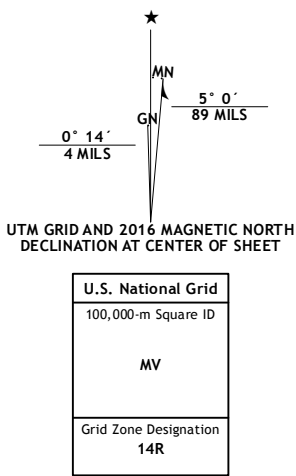 ★
MN
5° 0´
89 MILS
GN
0° 14´
4 MILS
UTM GRID AND 2016 MAGNETIC NORTH
DECLINATION AT CENTER OF SHEET
U.S. National Grid
100,000-m Square ID
MV
Grid Zone Designation
14R